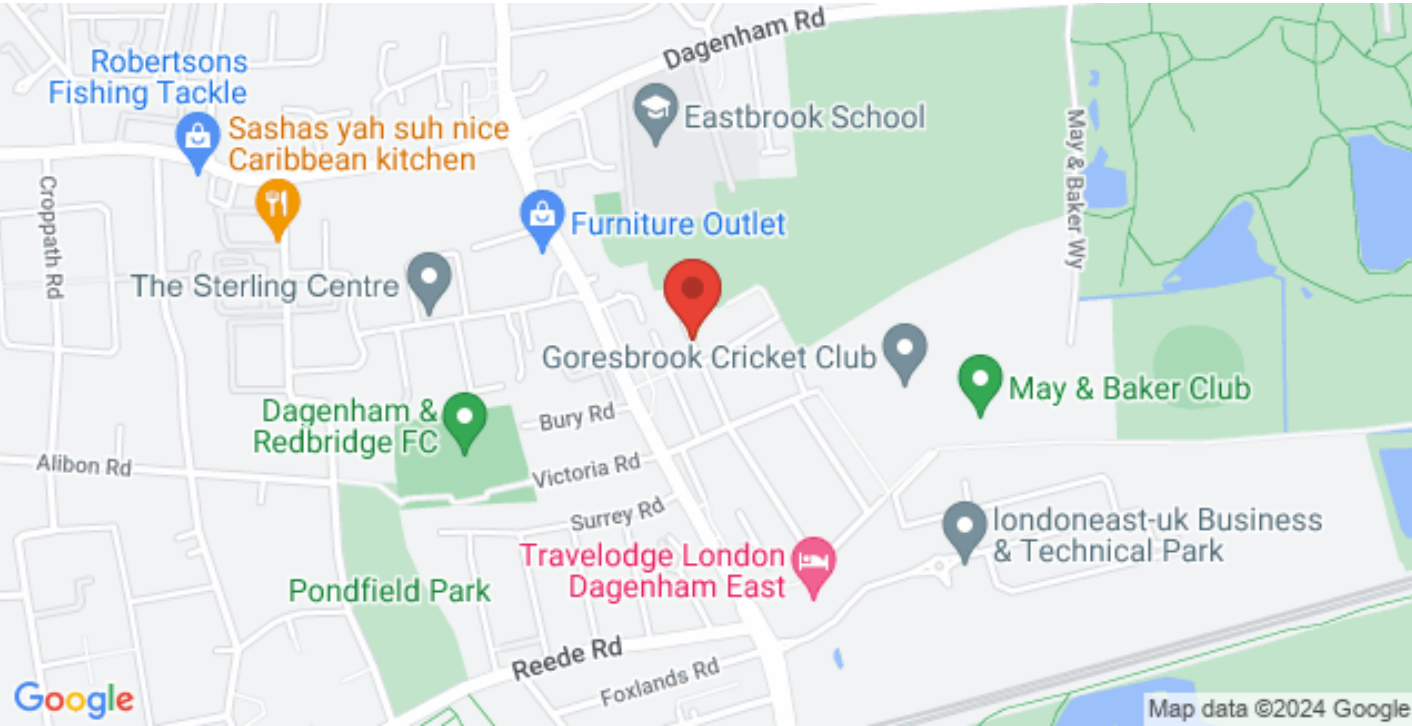 Dagenham Rd
Robertsons
Fishing Tackle
Eastbrook School
Sashas yah suh nice
Caribbean kitchen
May & Baker Wy
Croppath Rd
Furniture Outlet
The Sterling Centre
Goresbrook Cricket Club
May & Baker Club
Dagenham &
Redbridge FC
Bury Rd
Alibon Rd
Victoria Rd
Surrey Rd
londoneast-uk Business
& Technical Park
Travelodge London
Dagenham East
Pondfield Park
Reede Rd
Foxlands Rd
Google
Map data ©2024 Google